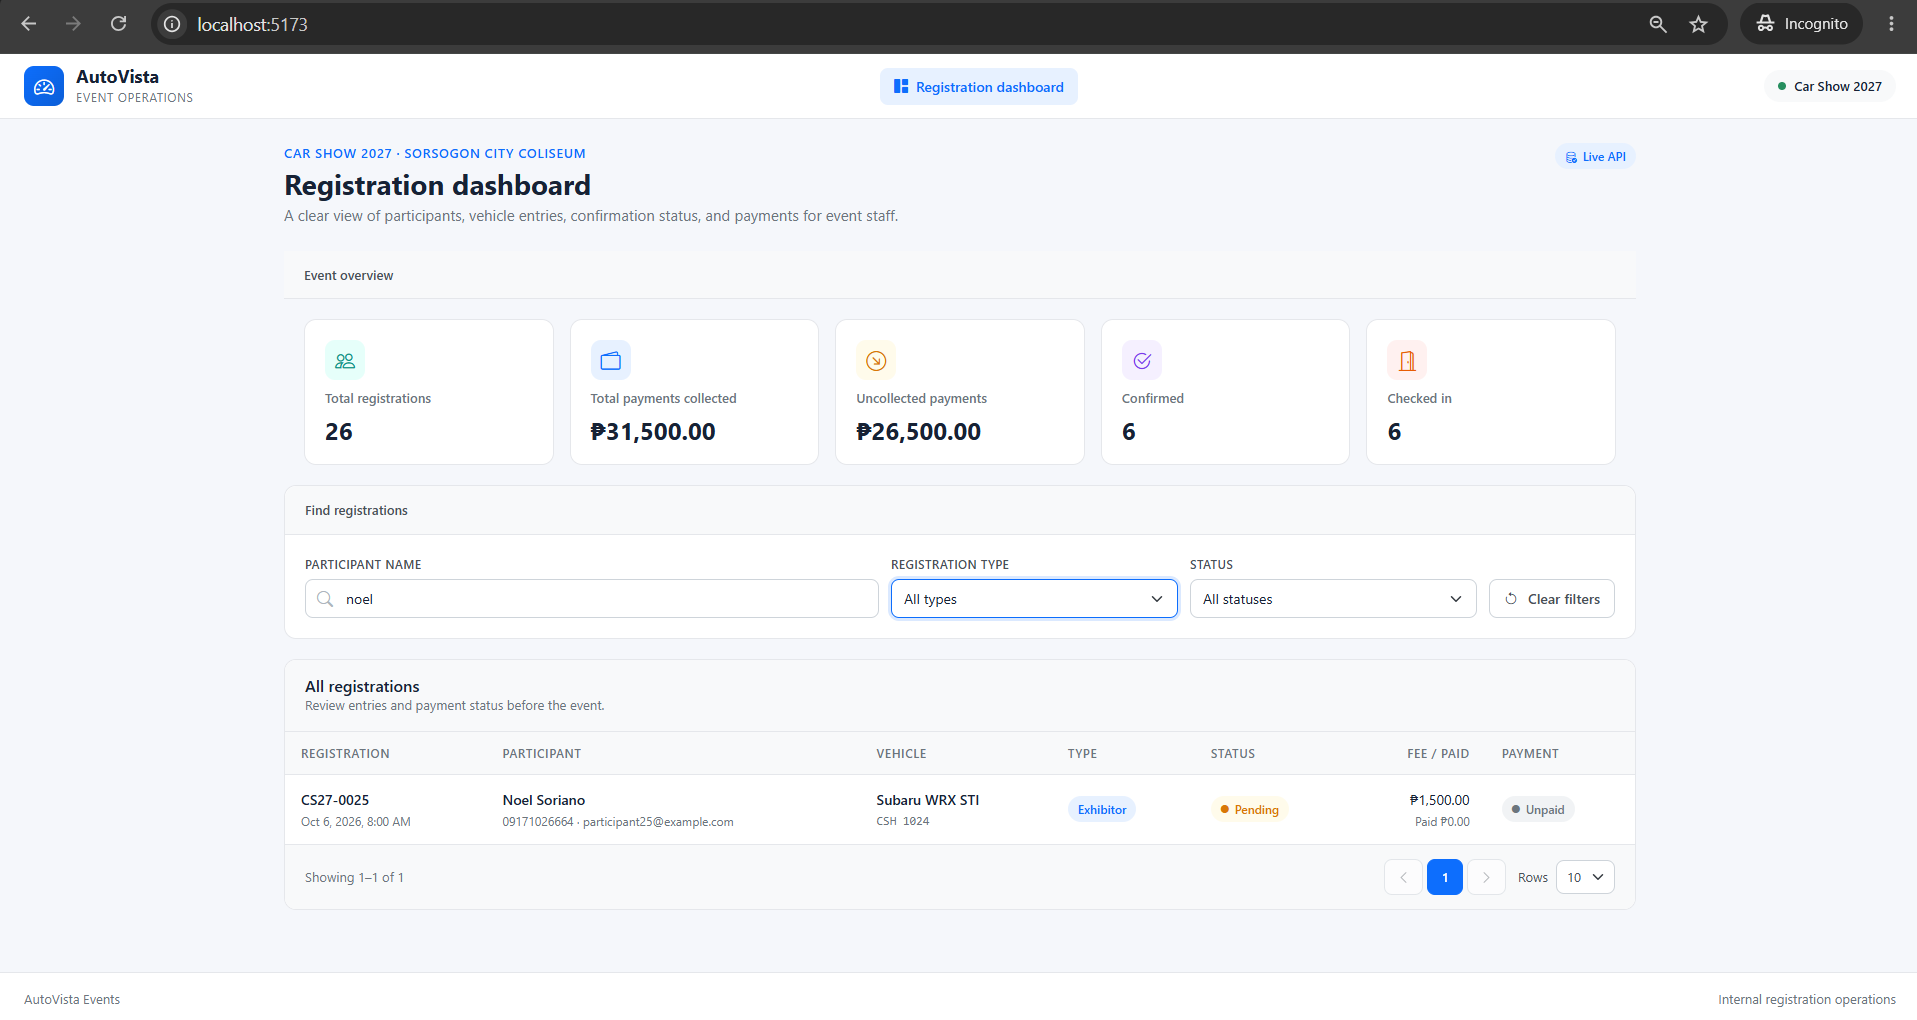 localhost:5173
Incognito
AutoVista
EVENT OPERATIONS
Registration dashboard
Car Show 2027
CAR SHOW 2027 · SORSOGON CITY COLISEUM
Live API
Registration dashboard
A clear view of participants, vehicle entries, confirmation status, and payments for event staff.
Event overview
Total registrations
26
Total payments collected
₱31,500.00
Uncollected payments
₱26,500.00
Confirmed
6
Checked in
6
Find registrations
PARTICIPANT NAME
noel
REGISTRATION TYPE
All types
STATUS
All statuses
Clear filters
All registrations
Review entries and payment status before the event.
REGISTRATION PARTICIPANT VEHICLE TYPE STATUS FEE / PAID PAYMENT
CS27-0025 Noel Soriano Subaru WRX STI Exhibitor Pending ₱1,500.00 Unpaid
Oct 6, 2026, 8:00 AM 09171026664 · participant25@example.com CSH 1024 Paid ₱0.00
Showing 1–1 of 1
1
Rows 10
AutoVista Events
Internal registration operations